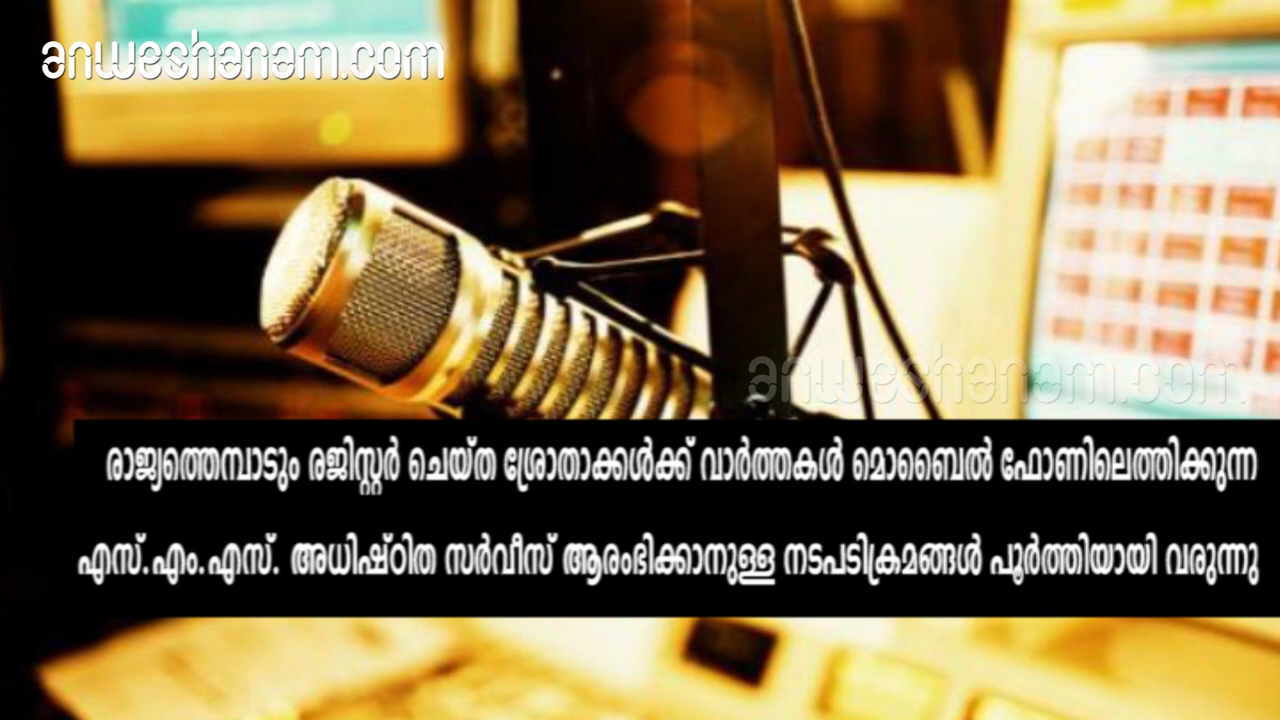 anweshanam.com
anweshanam.com
രാജ്യത്തെമ്പാടും രജിസ്റ്റർ ചെയ്ത ശ്രോതാക്കൾക്ക് വാർത്തകൾ മൊബൈൽ ഫോണിലെത്തിക്കുന്ന
എസ്.എം.എസ്. അധിഷ്ഠിത സർവീസ് ആരംഭിക്കാനുള്ള നടപടിക്രമങ്ങൾ പൂർത്തിയായി വരുന്നു